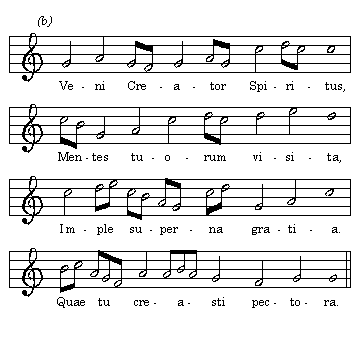 (b)
Ve - ni Cre - a - tor Spi - ri - tus,
Men - tes tu - o - rum vi - si - ta,
Im - ple su - per - na gra - ti - a.
Quae tu cre - a - sti pec - to - ra.